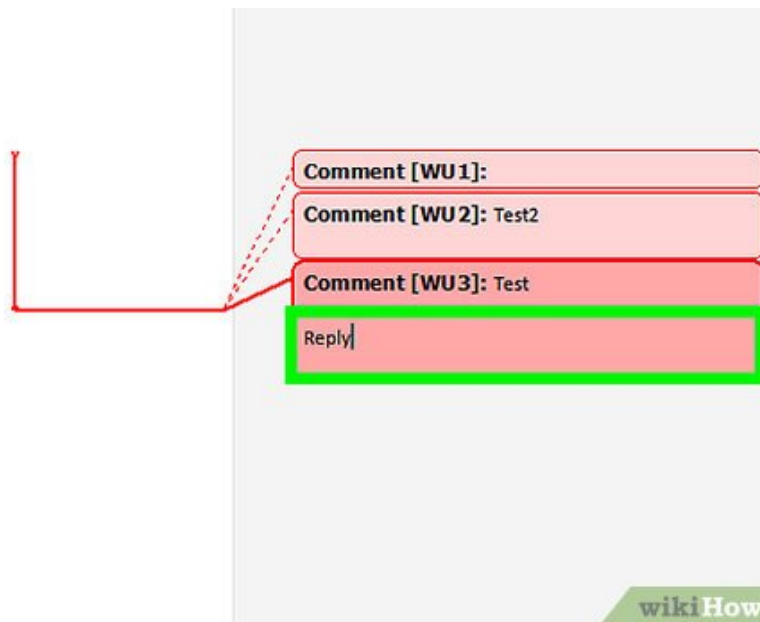 Comment [WU1]:
Comment [WU2]: Test2
Comment [WU3]: Test
Reply
wikiHow